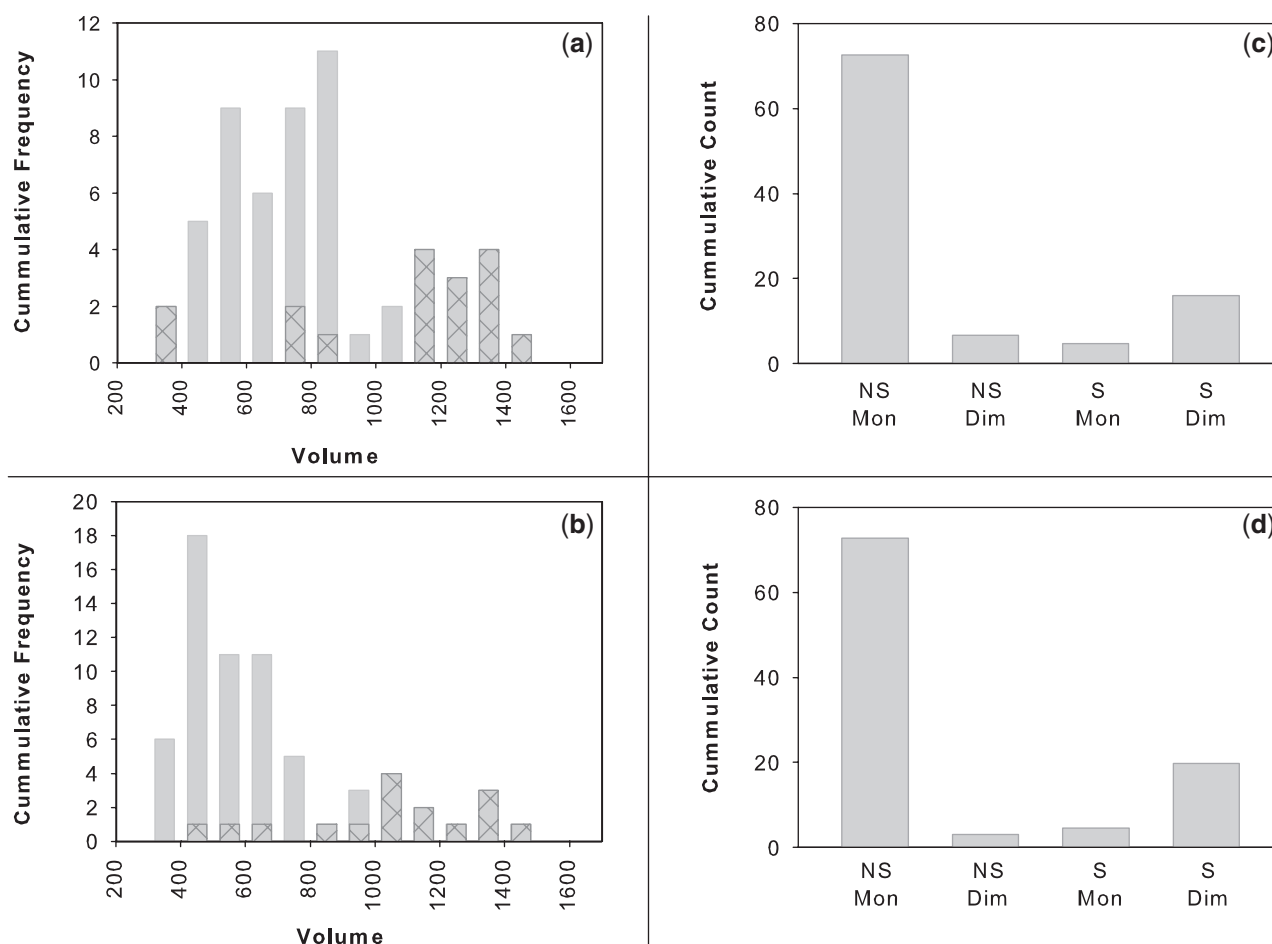 (a)
Cummulative Frequency
12
10
8
6
4
2
0
200
400
600
800
1000
1200
1400
1600
Volume
(c)
Cummulative Count
80
60
40
20
0
NS Mon
NS Dim
S Mon
S Dim
(b)
Cummulative Frequency
20
18
16
14
12
10
8
6
4
2
0
200
400
600
800
1000
1200
1400
1600
Volume
(d)
Cummulative Count
80
60
40
20
0
NS Mon
NS Dim
S Mon
S Dim